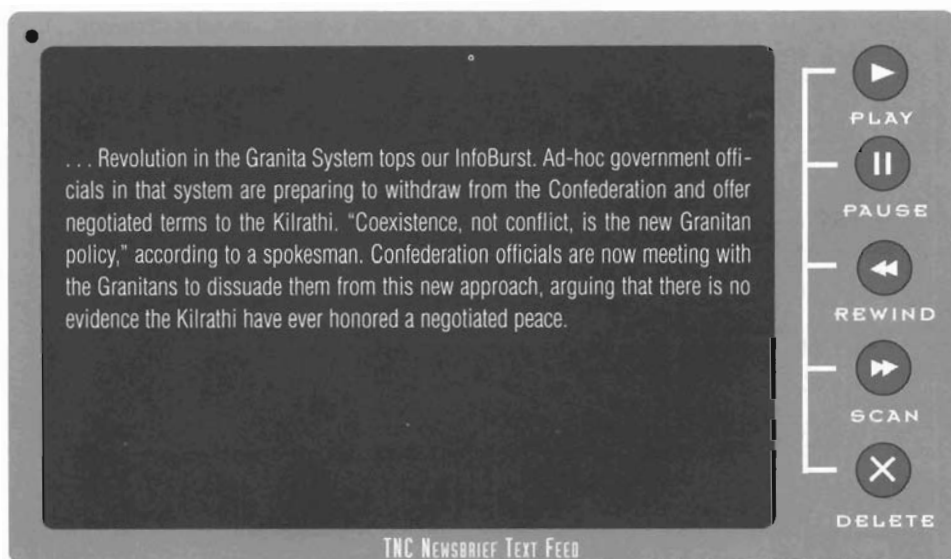 . . . Revolution in the Granita System tops our InfoBurst. Ad-hoc government offi-
cials in that system are preparing to withdraw from the Confederation and offer
negotiated terms to the Kilrathi. “Coexistence, not conflict, is the new Granitan
policy,” according to a spokesman. Confederation officials are now meeting with
the Granitans to dissuade them from this new approach, arguing that there is no
evidence the Kilrathi have ever honored a negotiated peace.
PLAY
PAUSE
REWIND
SCAN
DELETE
TNC NEWSBRIEF TEXT FEED